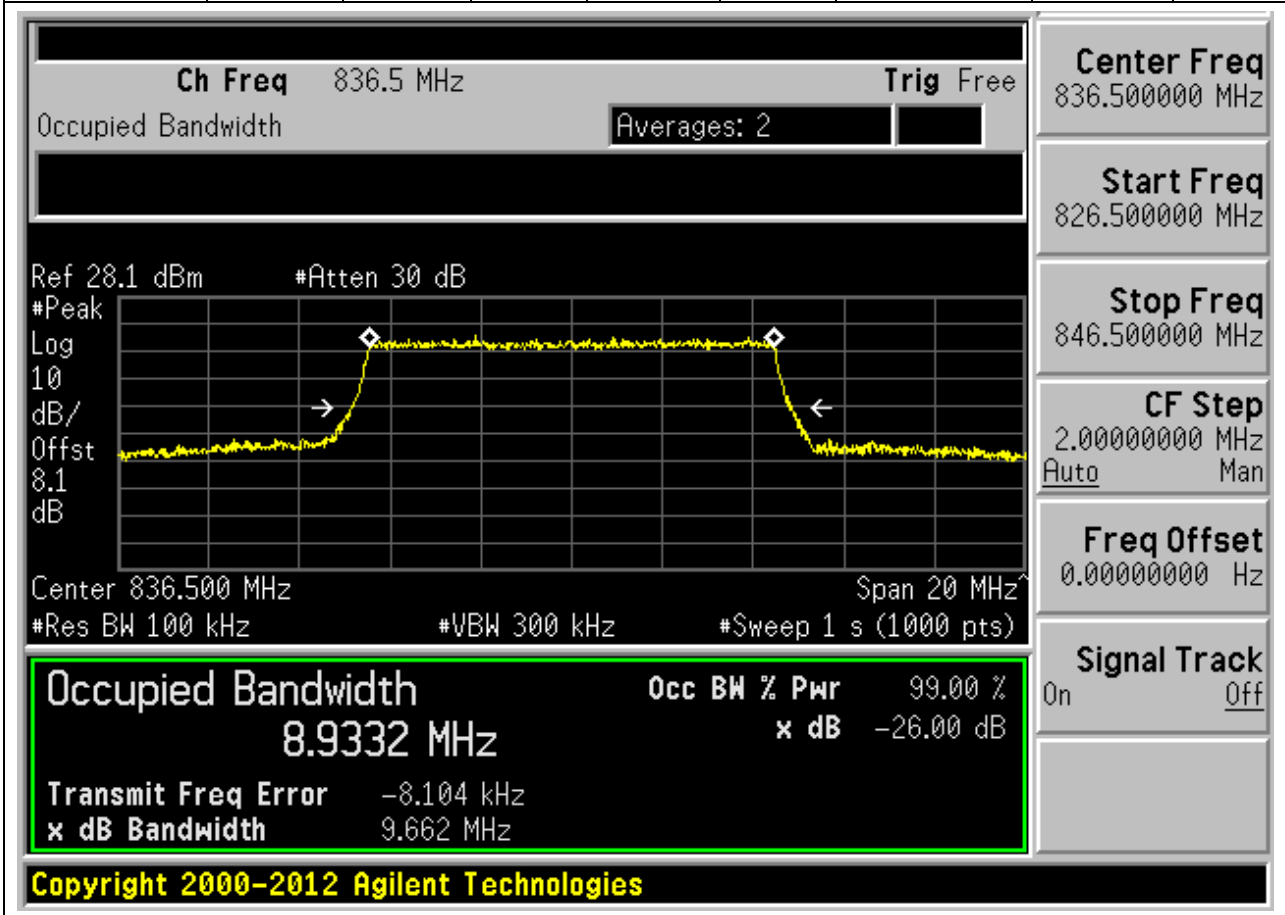 Ch Freq 836.5 MHz Trig Free
Occupied Bandwidth Averages: 2
Ref 28.1 dBm #Atten 30 dB
#Peak
Log
10
dB/
Offst
8.1
dB
Center 836.500 MHz Span 20 MHz^
#Res BW 100 kHz #VBW 300 kHz #Sweep 1 s (1000 pts)
Occupied Bandwidth Occ BW % Pwr 99.00 %
8.9332 MHz x dB -26.00 dB
Transmit Freq Error -8.104 kHz
x dB Bandwidth 9.662 MHz
Copyright 2000-2012 Agilent Technologies
Center Freq
836.500000 MHz
Start Freq
826.500000 MHz
Stop Freq
846.500000 MHz
CF Step
2.00000000 MHz
Auto Man
Freq Offset
0.00000000 Hz
Signal Track
On Off